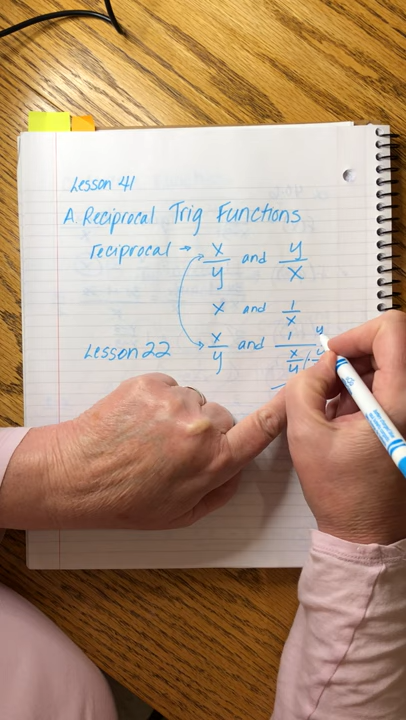 Lesson 41
A Reciprocal Trig Functions
reciprocal → x/y and y/x
x and 1/x
Lesson 22 x/y and 1/(x/y)